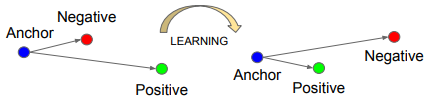 Negative
Anchor
Positive
LEARNING
Negative
Anchor
Positive